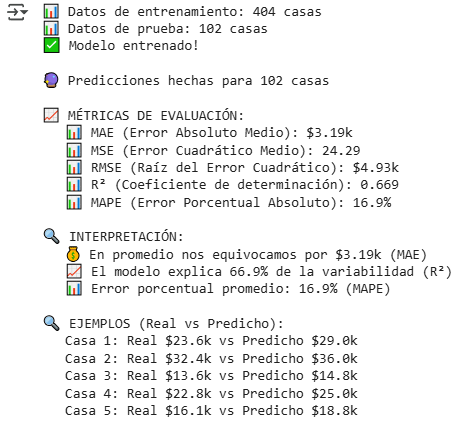 📊 Datos de entrenamiento: 404 casas
📊 Datos de prueba: 102 casas
✅ Modelo entrenado!
🔮 Predicciones hechas para 102 casas
📈 MÉTRICAS DE EVALUACIÓN:
📊 MAE (Error Absoluto Medio): $3.19k
📊 MSE (Error Cuadrático Medio): 24.29
📊 RMSE (Raíz del Error Cuadrático): $4.93k
📊 R² (Coeficiente de determinación): 0.669
📊 MAPE (Error Porcentual Absoluto): 16.9%
🔍 INTERPRETACIÓN:
💰 En promedio nos equivocamos por $3.19k (MAE)
📈 El modelo explica 66.9% de la variabilidad (R²)
📊 Error porcentual promedio: 16.9% (MAPE)
🔍 EJEMPLOS (Real vs Predicho):
Casa 1: Real $23.6k vs Predicho $29.0k
Casa 2: Real $32.4k vs Predicho $36.0k
Casa 3: Real $13.6k vs Predicho $14.8k
Casa 4: Real $22.8k vs Predicho $25.0k
Casa 5: Real $16.1k vs Predicho $18.8k